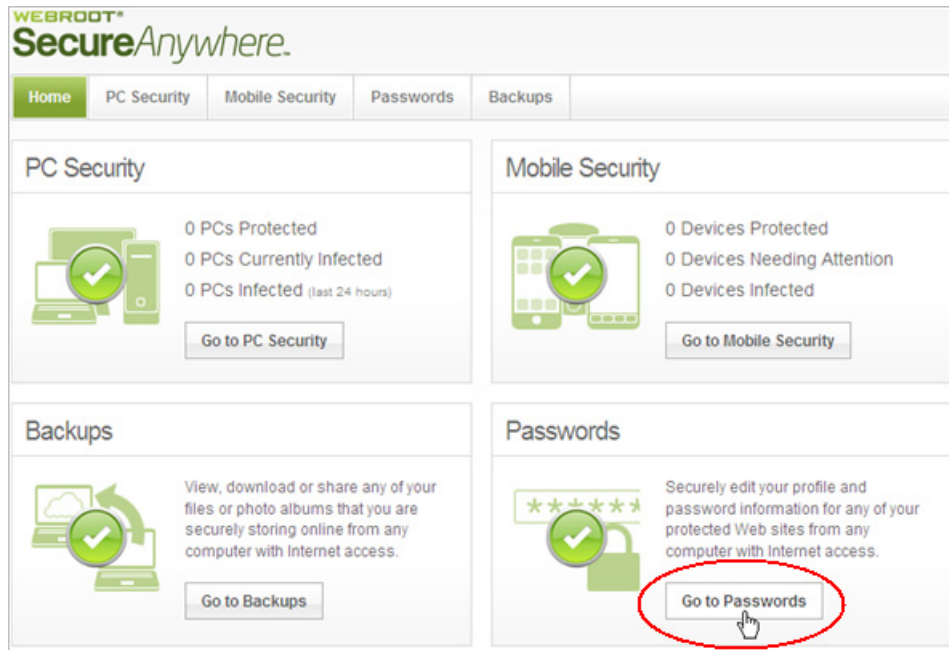 WEBROOT®
SecureAnywhere™
Home PC Security Mobile Security Passwords Backups
PC Security
0 PCs Protected
0 PCs Currently Infected
0 PCs Infected (last 24 hours)
Go to PC Security
Mobile Security
0 Devices Protected
0 Devices Needing Attention
0 Devices Infected
Go to Mobile Security
Backups
View, download or share any of your
files or photo albums that you are
securely storing online from any
computer with Internet access.
Go to Backups
Passwords
******
Securely edit your profile and
password information for any of your
protected Web sites from any
computer with Internet access.
Go to Passwords